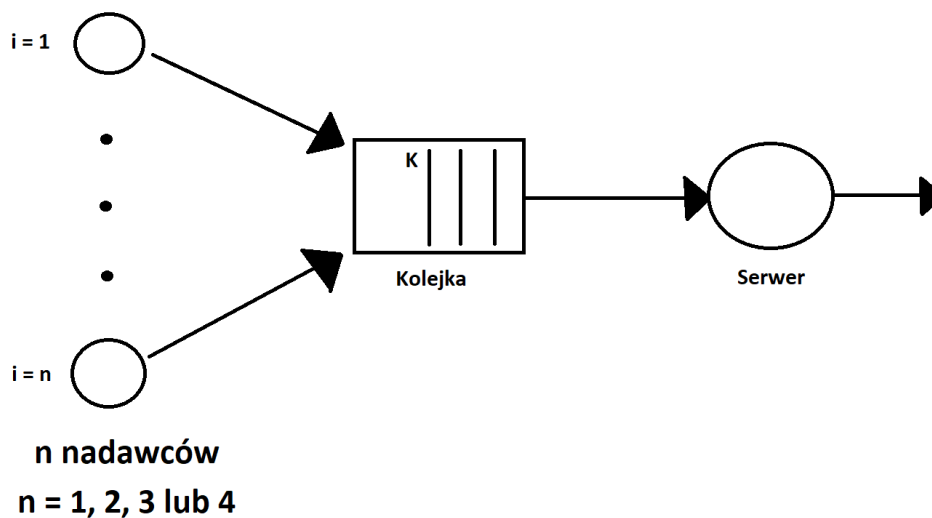 i = 1
K
Kolejka
Serwer
i = n
n nadawców
n = 1, 2, 3 lub 4